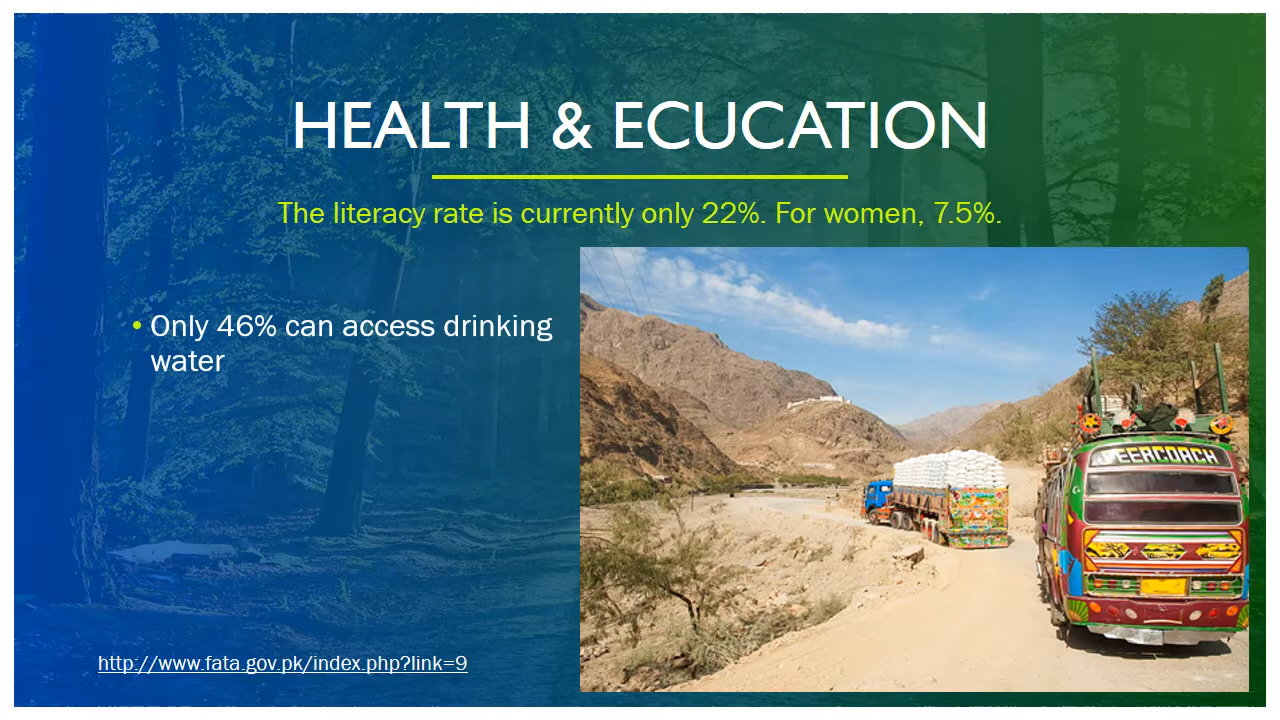 HEALTH & ECUCATION
The literacy rate is currently only 22%. For women, 7.5%.
• Only 46% can access drinking
water
EERCOACH
http://www.fata.gov.pk/index.php?link=9